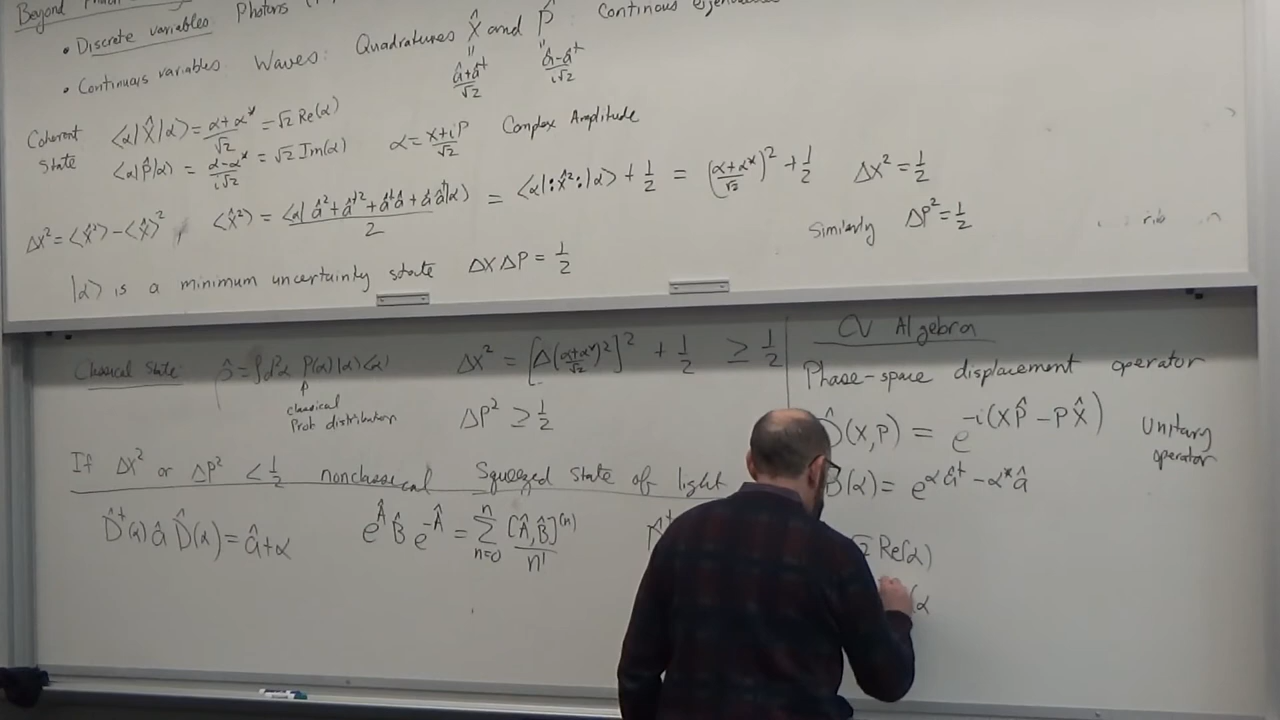 Beyond
• Discrete variables: Photons
• Continuous variables: Waves: Quadratures X̂ and P̂ Continous
X̂ = (â+â†)/√2 P̂ = (â-â†)/i√2
Coherent State
⟨α|X̂|α⟩ = (α+α*)/√2 = √2 Re(α)
⟨α|P̂|α⟩ = (α-α*)/i√2 = √2 Im(α)
α = (X+iP)/√2 Complex Amplitude
ΔX² = ⟨X̂²⟩-⟨X̂⟩², ⟨X̂²⟩ = ⟨α|â²+â†²+â†â+ââ†|α⟩/2 = ⟨α|:X̂²:|α⟩ + 1/2 = ((α+α*)/√2)² + 1/2 ΔX² = 1/2
Similarly ΔP² = 1/2
|α⟩ is a minimum uncertainty state ΔX ΔP = 1/2
Classical State: ρ̂ = ∫d²α P(α)|α⟩⟨α|
classical
Prob distribution
ΔX² = [Δ((α+α*)/√2)²]² + 1/2 ≥ 1/2
ΔP² ≥ 1/2
If ΔX² or ΔP² < 1/2 nonclassical Squeezed State of light
D̂†(α) â D̂(α) = â+α
e^Â B̂ e^-Â = Σ_{n=0}^{n} [Â,B̂]^(n)/n!
CV Algebra
Phase-space displacement operator
D̂(X,P) = e^{-i(XP̂ - PX̂)} Unitary operator
(α) = e^{αâ† - α*â}
Re(α)
(α